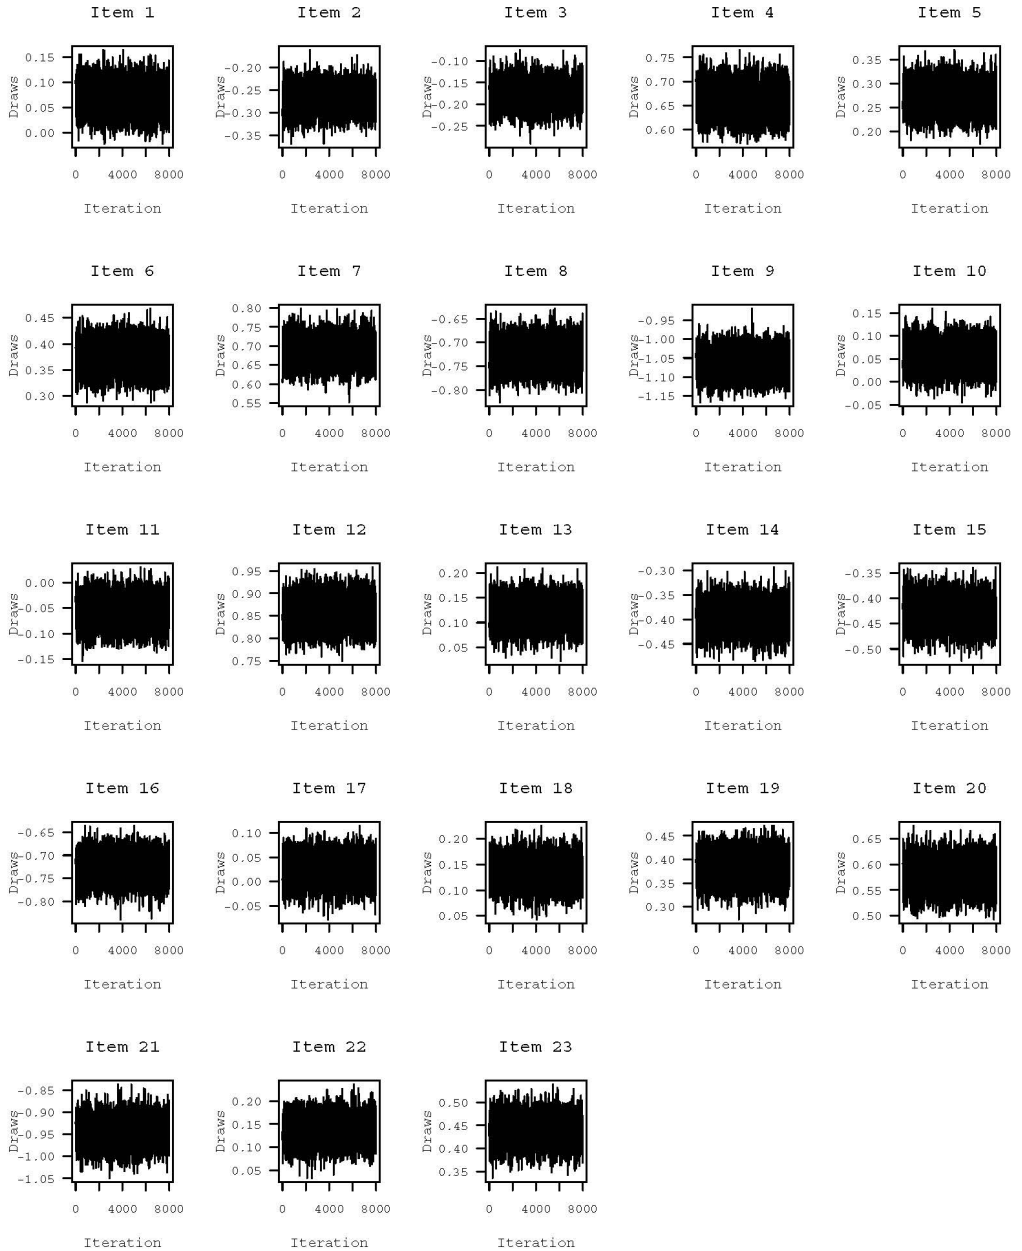 Item 1 Item 2 Item 3 Item 4 Item 5
Draws 0.15 0.10 0.05 0.00
Draws -0.20 -0.25 -0.30 -0.35
Draws -0.10 -0.15 -0.20 -0.25
Draws 0.75 0.70 0.65 0.60
Draws 0.35 0.30 0.25 0.20
0 4000 8000 0 4000 8000 0 4000 8000 0 4000 8000 0 4000 8000
Iteration Iteration Iteration Iteration Iteration
Item 6 Item 7 Item 8 Item 9 Item 10
Draws 0.45 0.40 0.35 0.30
Draws 0.80 0.75 0.70 0.65 0.60 0.55
Draws -0.65 -0.70 -0.75 -0.80
Draws -0.95 -1.00 -1.05 -1.10 -1.15
Draws 0.15 0.10 0.05 0.00 -0.05
0 4000 8000 0 4000 8000 0 4000 8000 0 4000 8000 0 4000 8000
Iteration Iteration Iteration Iteration Iteration
Item 11 Item 12 Item 13 Item 14 Item 15
Draws 0.00 -0.05 -0.10 -0.15
Draws 0.95 0.90 0.85 0.80 0.75
Draws 0.20 0.15 0.10 0.05
Draws -0.30 -0.35 -0.40 -0.45
Draws -0.35 -0.40 -0.45 -0.50
0 4000 8000 0 4000 8000 0 4000 8000 0 4000 8000 0 4000 8000
Iteration Iteration Iteration Iteration Iteration
Item 16 Item 17 Item 18 Item 19 Item 20
Draws -0.65 -0.70 -0.75 -0.80
Draws 0.10 0.05 0.00 -0.05
Draws 0.20 0.15 0.10 0.05
Draws 0.45 0.40 0.35 0.30
Draws 0.65 0.60 0.55 0.50
0 4000 8000 0 4000 8000 0 4000 8000 0 4000 8000 0 4000 8000
Iteration Iteration Iteration Iteration Iteration
Item 21 Item 22 Item 23
Draws -0.85 -0.90 -0.95 -1.00 -1.05
Draws 0.20 0.15 0.10 0.05
Draws 0.50 0.45 0.40 0.35
0 4000 8000 0 4000 8000 0 4000 8000
Iteration Iteration Iteration